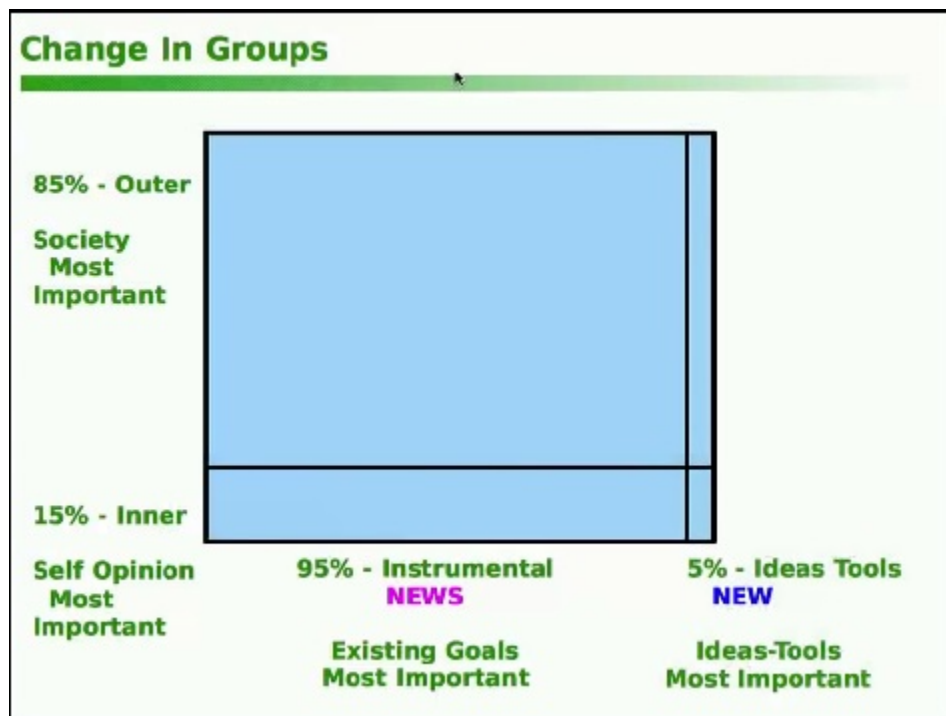 Change In Groups
85% - Outer
Society
Most
Important
15% - Inner
Self Opinion
Most
Important
95% - Instrumental
NEWS
Existing Goals
Most Important
5% - Ideas Tools
NEW
Ideas-Tools
Most Important